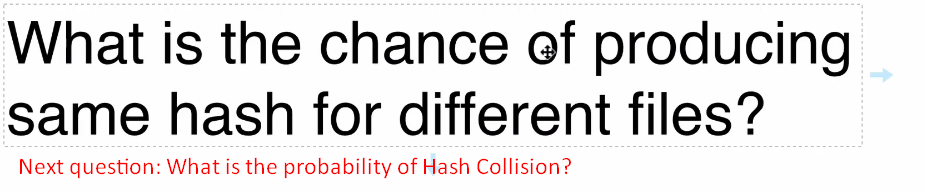 What is the chance of producing
same hash for different files?
Next question: What is the probability of Hash Collision?